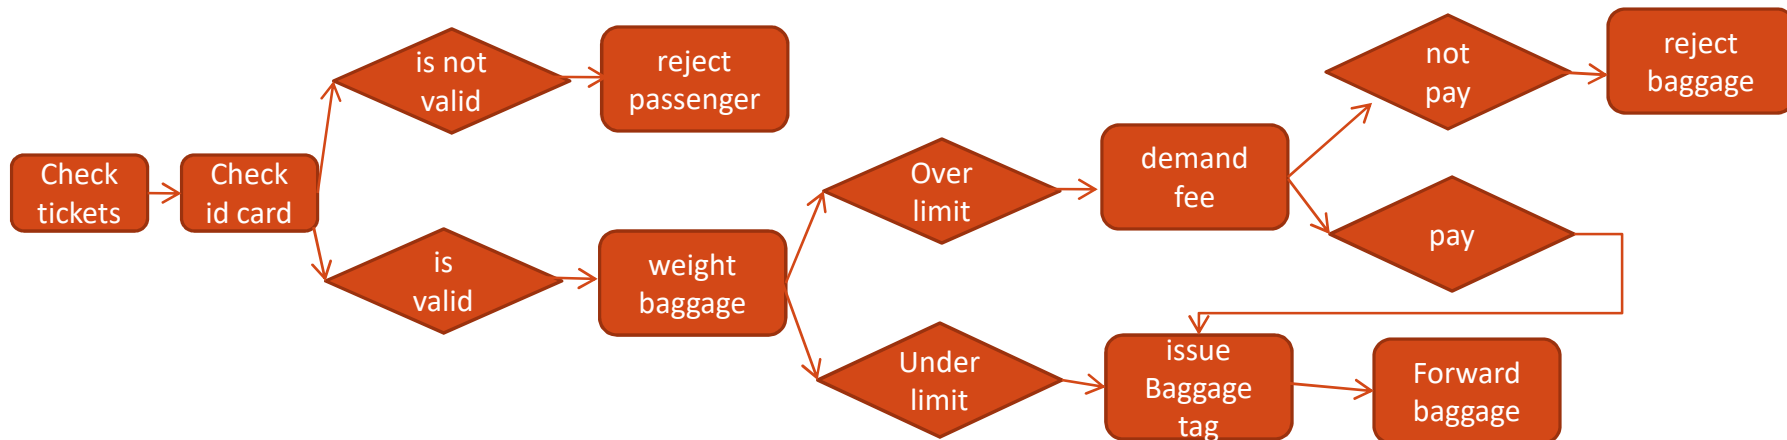 Check
tickets
Check
id card
is not
valid
reject
passenger
is
valid
weight
baggage
Over
limit
demand
fee
not
pay
reject
baggage
pay
Under
limit
issue
Baggage
tag
Forward
baggage